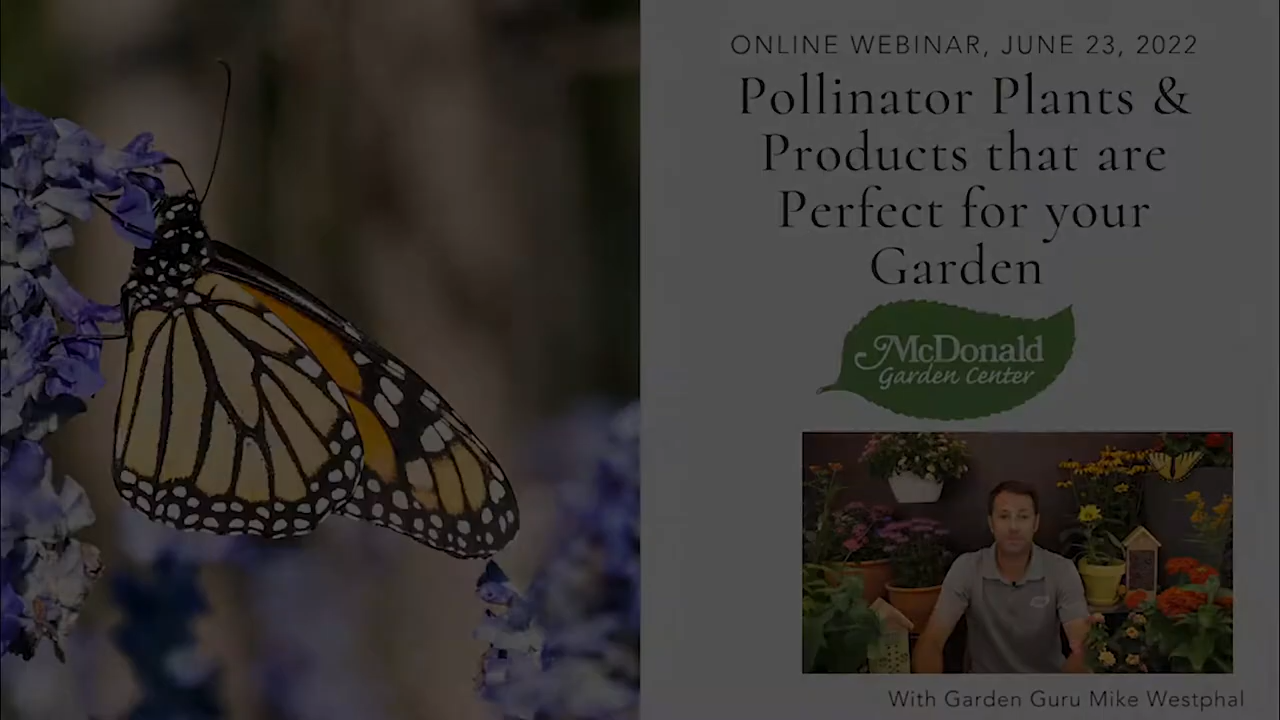 ONLINE WEBINAR, JUNE 23, 2022
Pollinator Plants &
Products that are
Perfect for your
Garden
McDonald
Garden Center
With Garden Guru Mike Westphal